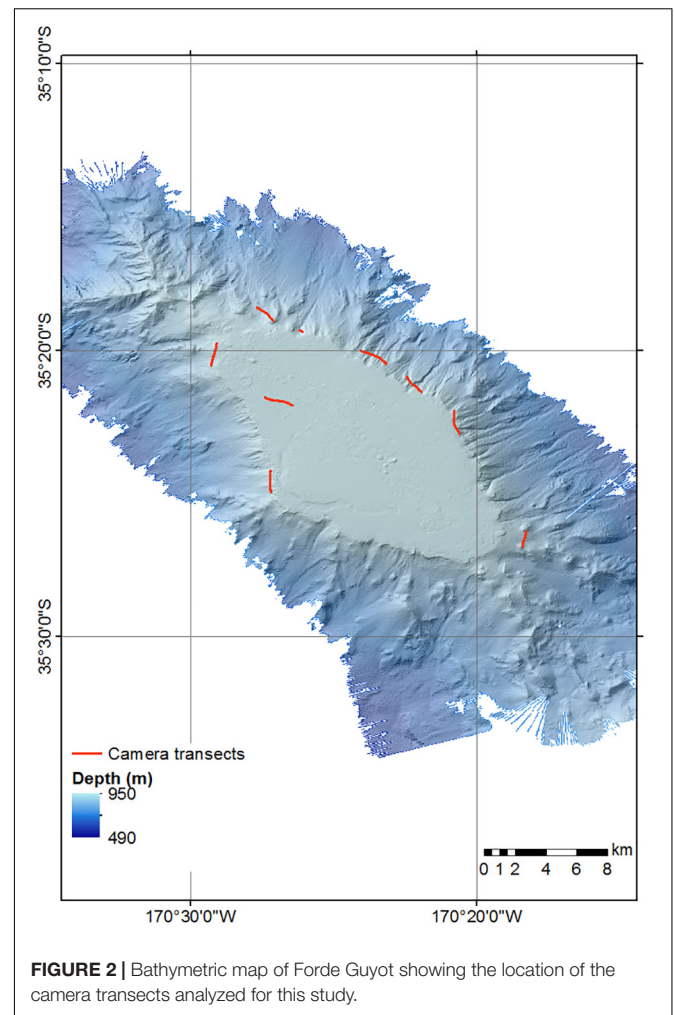 35°10'0"S
35°20'0"S
35°30'0"S
Camera transects
Depth (m)
950
490
km
0 1 2 4 6 8
170°30'0"W 170°20'0"W
FIGURE 2 | Bathymetric map of Forde Guyot showing the location of the
camera transects analyzed for this study.